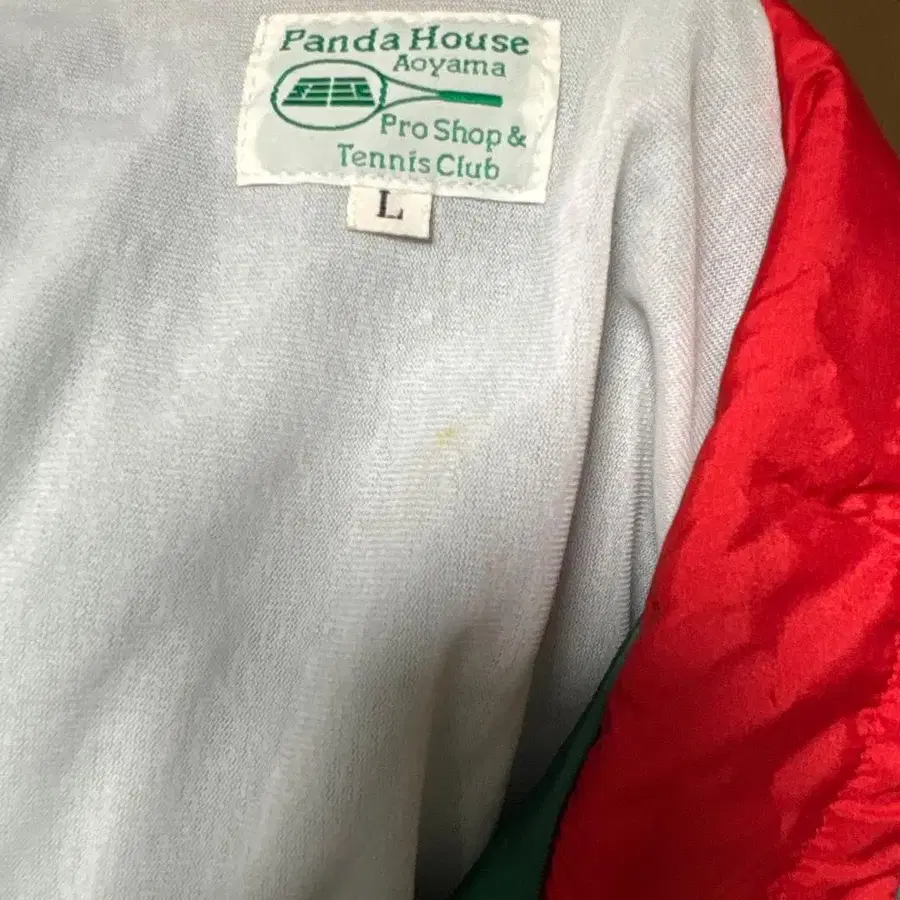 Panda House
Aoyama
Pro Shop &
Tennis Club
L